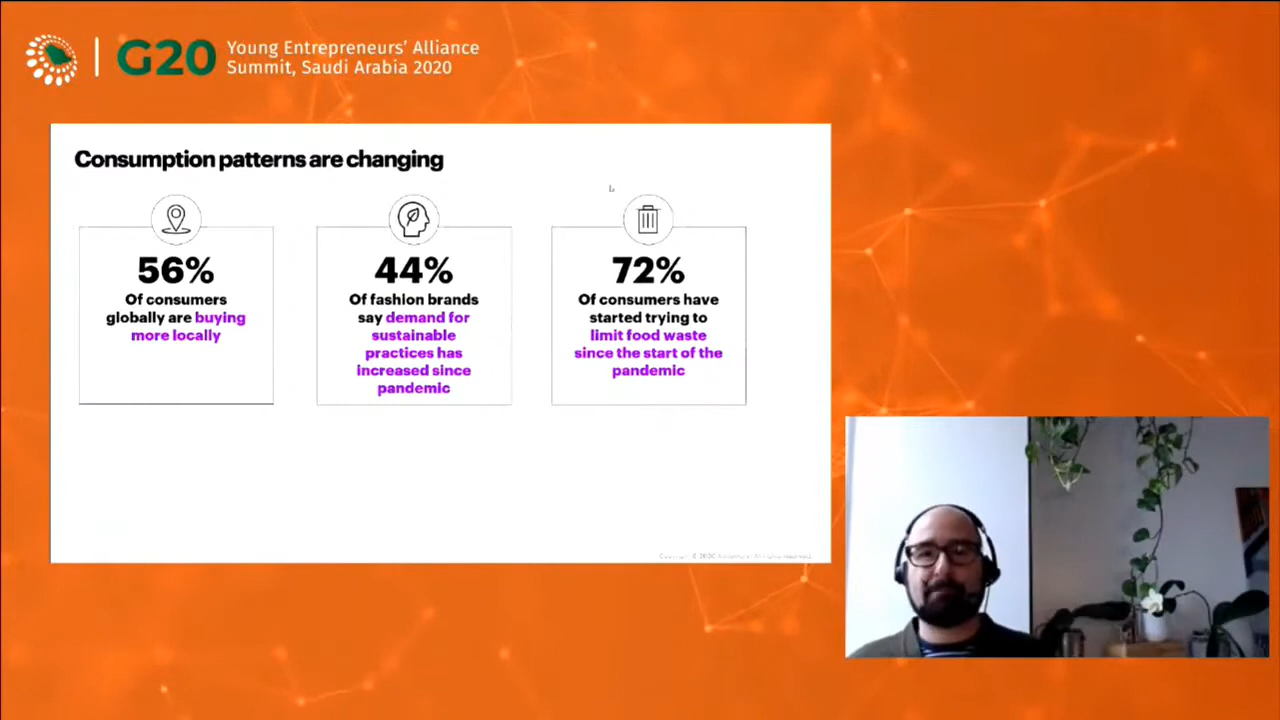 G20
Young Entrepreneurs' Alliance
Summit, Saudi Arabia 2020
Consumption patterns are changing
56%
Of consumers
globally are buying
more locally
44%
Of fashion brands
say demand for
sustainable
practices has
increased since
pandemic
72%
Of consumers have
started trying to
limit food waste
since the start of the
pandemic